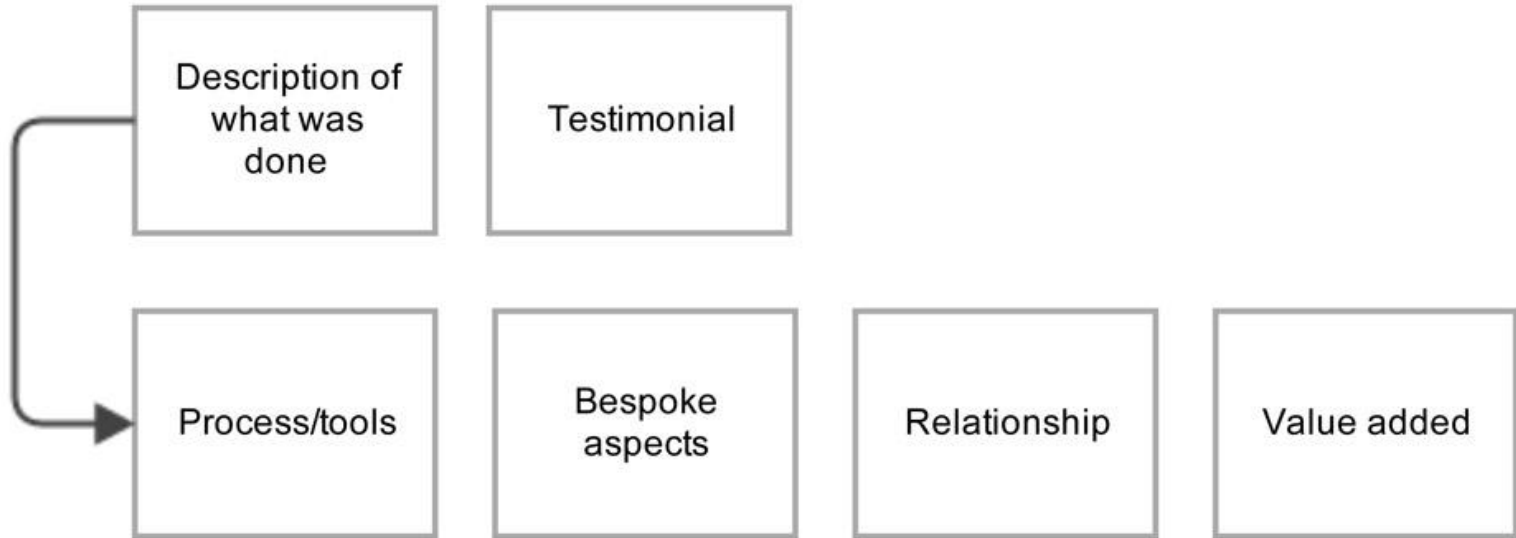 Description of
what was
done
Testimonial
Process/tools
Bespoke
aspects
Relationship
Value added